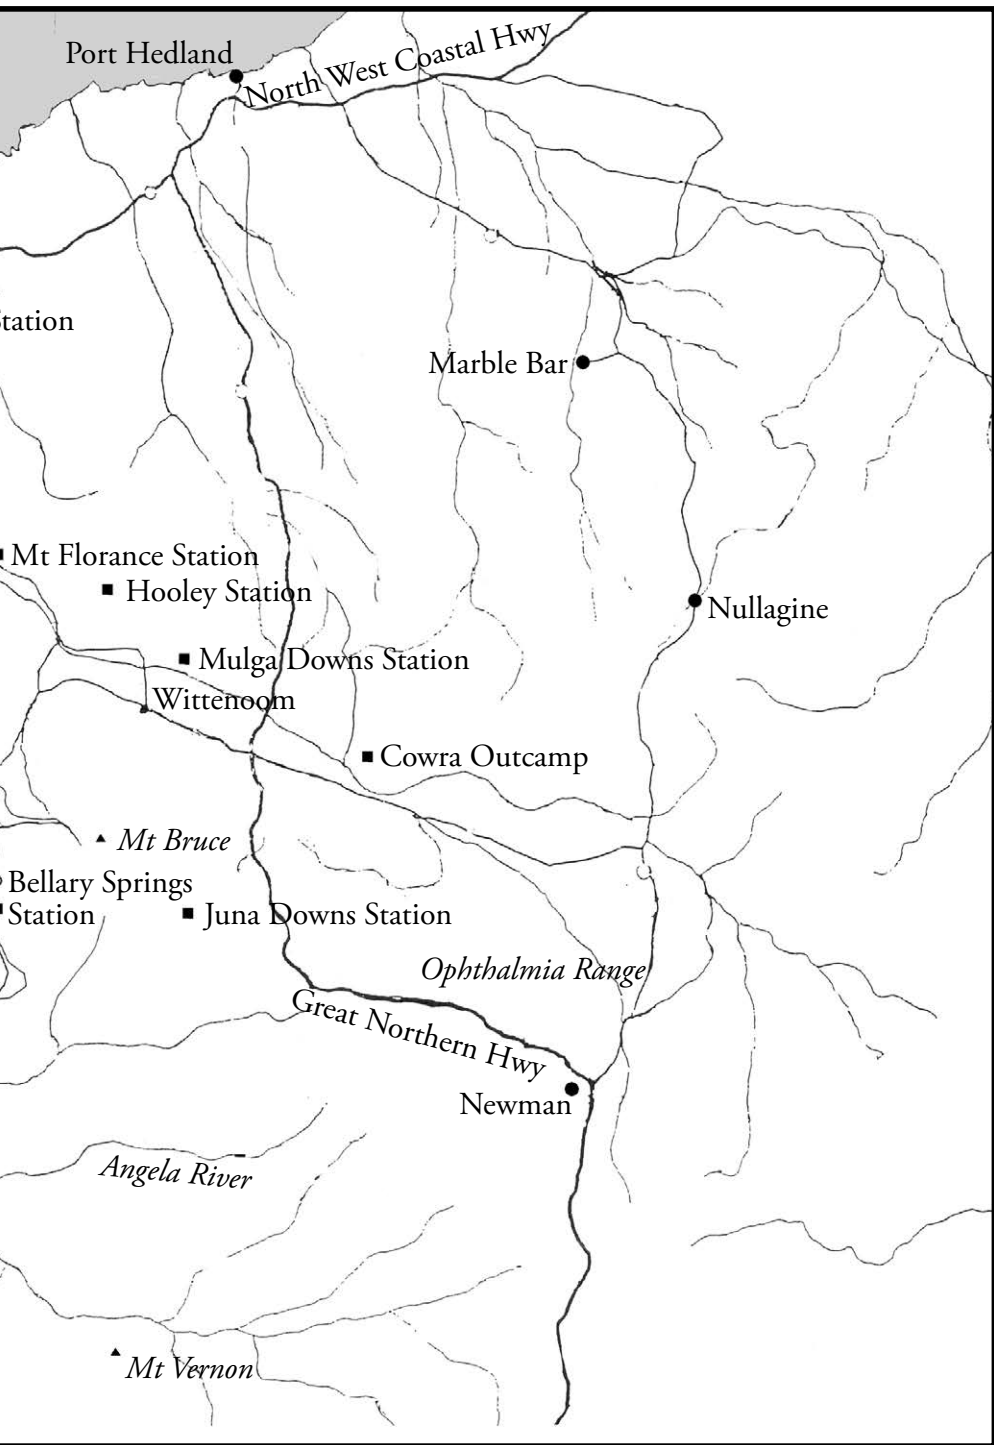 Port Hedland
North West Coastal Hwy
Station
Marble Bar
Mt Florance Station
Hooley Station
Nullagine
Mulga Downs Station
Wittenoom
Cowra Outcamp
Mt Bruce
Bellary Springs
Station
Juna Downs Station
Ophthalmia Range
Great Northern Hwy
Newman
Angela River
Mt Vernon